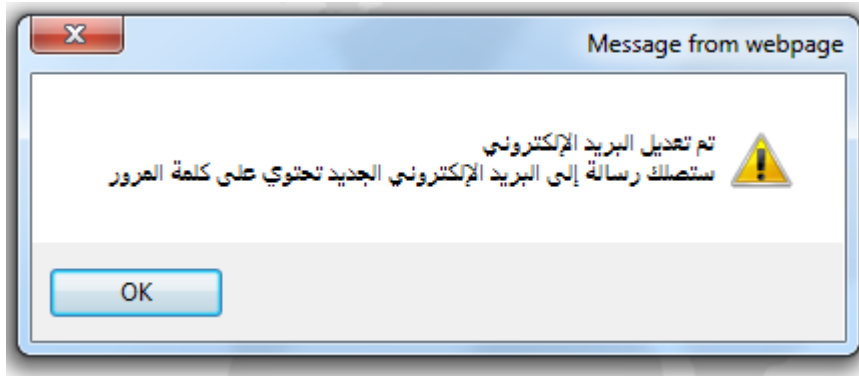 Message from webpage
تم تعديل البريد الإلكتروني
ستصلك رسالة إلى البريد الإلكتروني الجديد تحتوي على كلمة المرور
OK